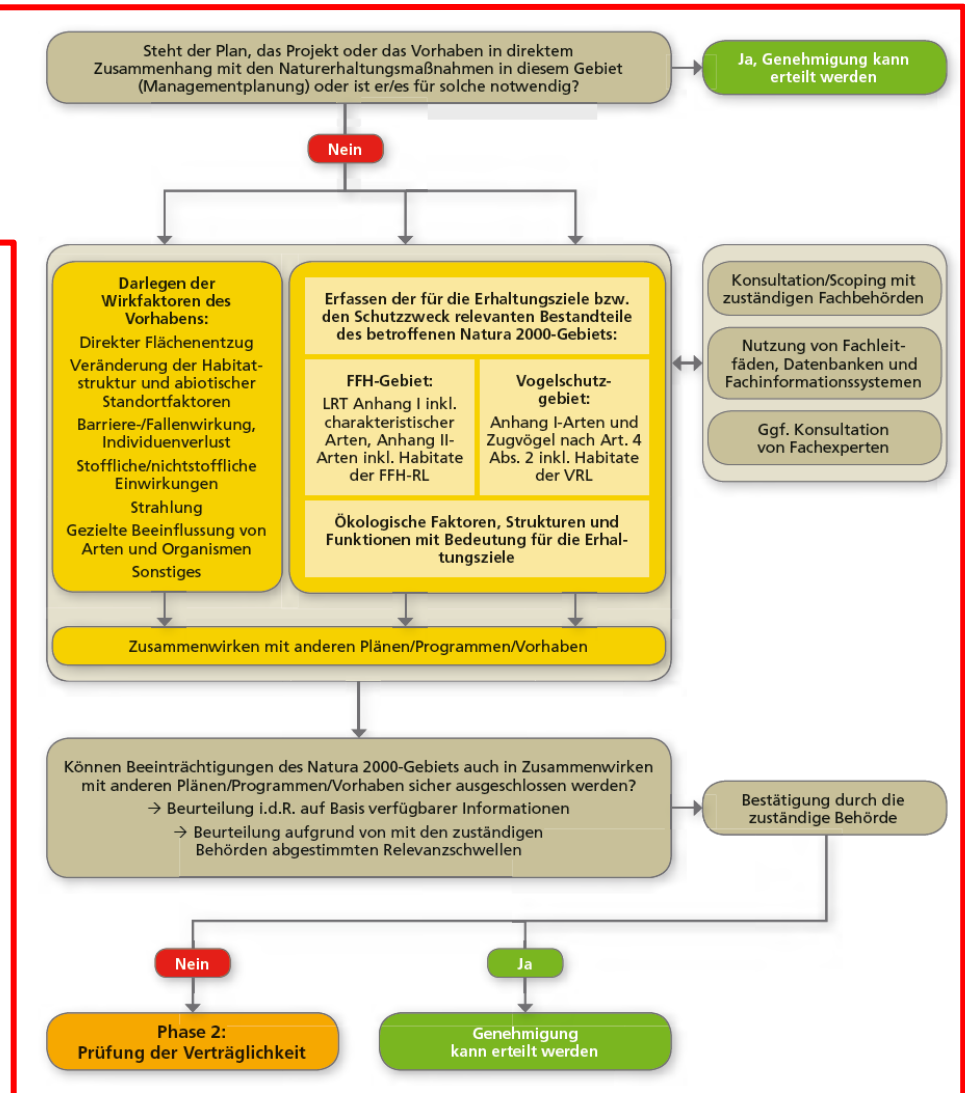 Steht der Plan, das Projekt oder das Vorhaben in direktem
Zusammenhang mit den Naturerhaltungsmaßnahmen in diesem Gebiet
(Managementplanung) oder ist er/es für solche notwendig?
Ja, Genehmigung kann
erteilt werden
Nein
Darlegen der
Wirkfaktoren des
Vorhabens:
Direkter Flächenentzug
Veränderung der Habitat-
struktur und abiotischer
Standortfaktoren
Barriere-/Fallenwirkung,
Individuenverlust
Stoffliche/nichtstoffliche
Einwirkungen
Strahlung
Gezielte Beeinflussung von
Arten und Organismen
Sonstiges
Erfassen der für die Erhaltungsziele bzw.
den Schutzzweck relevanten Bestandteile
des betroffenen Natura 2000-Gebiets:
FFH-Gebiet:
LRT Anhang I inkl.
charakteristischer
Arten, Anhang II-
Arten inkl. Habitate
der FFH-RL
Vogelschutz-
gebiet:
Anhang I-Arten und
Zugvögel nach Art. 4
Abs. 2 inkl. Habitate
der VRL
Ökologische Faktoren, Strukturen und
Funktionen mit Bedeutung für die Erhal-
tungsziele
Zusammenwirken mit anderen Plänen/Programmen/Vorhaben
Konsultation/Scoping mit
zuständigen Fachbehörden
Nutzung von Fachleit-
fäden, Datenbanken und
Fachinformationssystemen
Ggf. Konsultation
von Fachexperten
Können Beeinträchtigungen des Natura 2000-Gebiets auch in Zusammenwirken
mit anderen Plänen/Programmen/Vorhaben sicher ausgeschlossen werden?
→ Beurteilung i.d.R. auf Basis verfügbarer Informationen
→ Beurteilung aufgrund von mit den zuständigen
Behörden abgestimmten Relevanzschwellen
Bestätigung durch die
zuständige Behörde
Nein
Ja
Phase 2:
Prüfung der Verträglichkeit
Genehmigung
kann erteilt werden